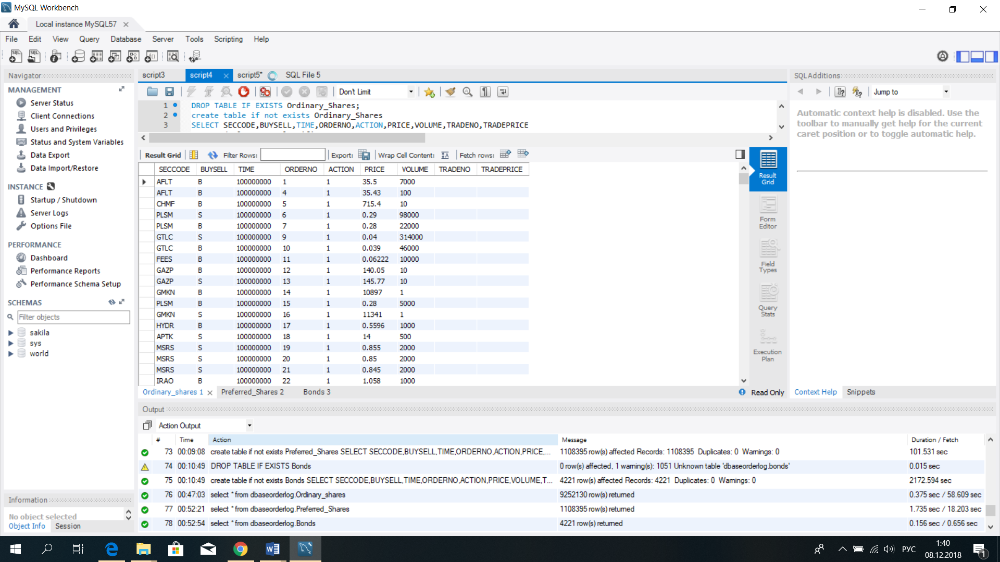 MySQL Workbench
Local instance MySQL57
File Edit View Query Database Server Tools Scripting Help
Navigator
MANAGEMENT
Server Status
Client Connections
Users and Privileges
Status and System Variables
Data Export
Data Import/Restore
INSTANCE
Startup / Shutdown
Server Logs
Options File
PERFORMANCE
Dashboard
Performance Reports
Performance Schema Setup
SCHEMAS
Filter objects
sakila
sys
world
Information
No object selected
Object Info Session
script3 script4 script5* SQL File 5
Don't Limit
1 DROP TABLE IF EXISTS Ordinary_Shares;
2 create table if not exists Ordinary_Shares
3 SELECT SECCODE,BUYSELL,TIME,ORDERNO,ACTION,PRICE,VOLUME,TRADENO,TRADEPRICE
Result Grid Filter Rows: Export: Wrap Cell Content: Fetch rows:
SECCODE BUYSELL TIME ORDERNO ACTION PRICE VOLUME TRADENO TRADEPRICE
AFLT B 100000000 1 1 35.5 7000
AFLT B 100000000 4 1 35.43 100
CHMF B 100000000 5 1 715.4 10
PLSM S 100000000 6 1 0.29 98000
PLSM B 100000000 7 1 0.28 22000
GTLC S 100000000 9 1 0.04 314000
GTLC B 100000000 10 1 0.039 46000
FEES B 100000000 11 1 0.06222 10000
GAZP B 100000000 12 1 140.05 10
GAZP S 100000000 13 1 145.77 10
GMKN B 100000000 14 1 10897 1
PLSM B 100000000 15 1 0.28 5000
GMKN S 100000000 16 1 11341 1
HYDR B 100000000 17 1 0.5596 1000
APTK S 100000000 18 1 14 500
MSRS S 100000000 19 1 0.855 2000
MSRS S 100000000 20 1 0.85 2000
MSRS S 100000000 21 1 0.845 2000
IRAO B 100000000 22 1 1.058 1000
Ordinary_shares 1 Preferred_Shares 2 Bonds 3
Read Only
Result Grid
Form Editor
Field Types
Query Stats
Execution Plan
SQLAdditions
Jump to
Automatic context help is disabled. Use the
toolbar to manually get help for the current
caret position or to toggle automatic help.
Context Help Snippets
Output
Action Output
# Time Action Message Duration / Fetch
73 00:09:08 create table if not exists Preferred_Shares SELECT SECCODE,BUYSELL,TIME,ORDERNO,ACTION,PRICE,... 1108395 row(s) affected Records: 1108395 Duplicates: 0 Warnings: 0 101.531 sec
74 00:10:49 DROP TABLE IF EXISTS Bonds 0 row(s) affected, 1 warning(s): 1051 Unknown table 'dbaseorderlog.bonds' 0.015 sec
75 00:10:49 create table if not exists Bonds SELECT SECCODE,BUYSELL,TIME,ORDERNO,ACTION,PRICE,VOLUME,T... 4221 row(s) affected Records: 4221 Duplicates: 0 Warnings: 0 2172.594 sec
76 00:47:03 select * from dbaseorderlog.Ordinary_shares 9252130 row(s) returned 0.375 sec / 58.609 sec
77 00:52:21 select * from dbaseorderlog.Preferred_Shares 1108395 row(s) returned 1.735 sec / 18.203 sec
78 00:52:54 select * from dbaseorderlog.Bonds 4221 row(s) returned 0.156 sec / 0.656 sec
РУС
1:40
08.12.2018
1